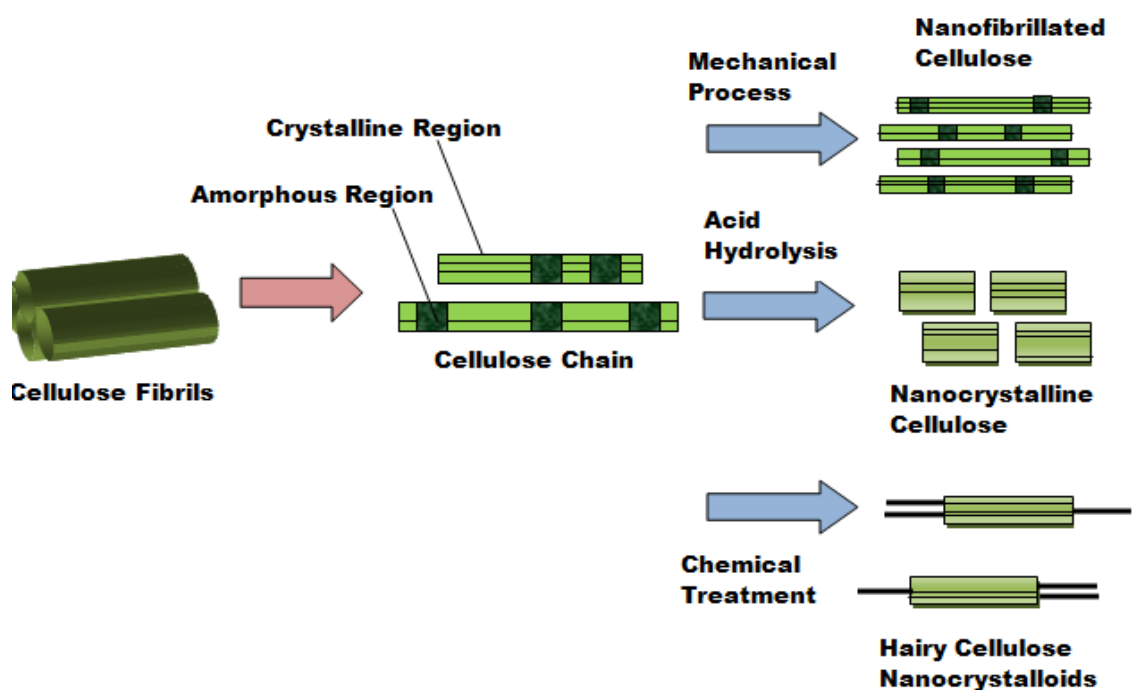 Nanofibrillated
Cellulose
Mechanical
Process
Crystalline Region
Amorphous Region
Acid
Hydrolysis
Cellulose Chain
Cellulose Fibrils
Nanocrystalline
Cellulose
Chemical
Treatment
Hairy Cellulose
Nanocrystalloids